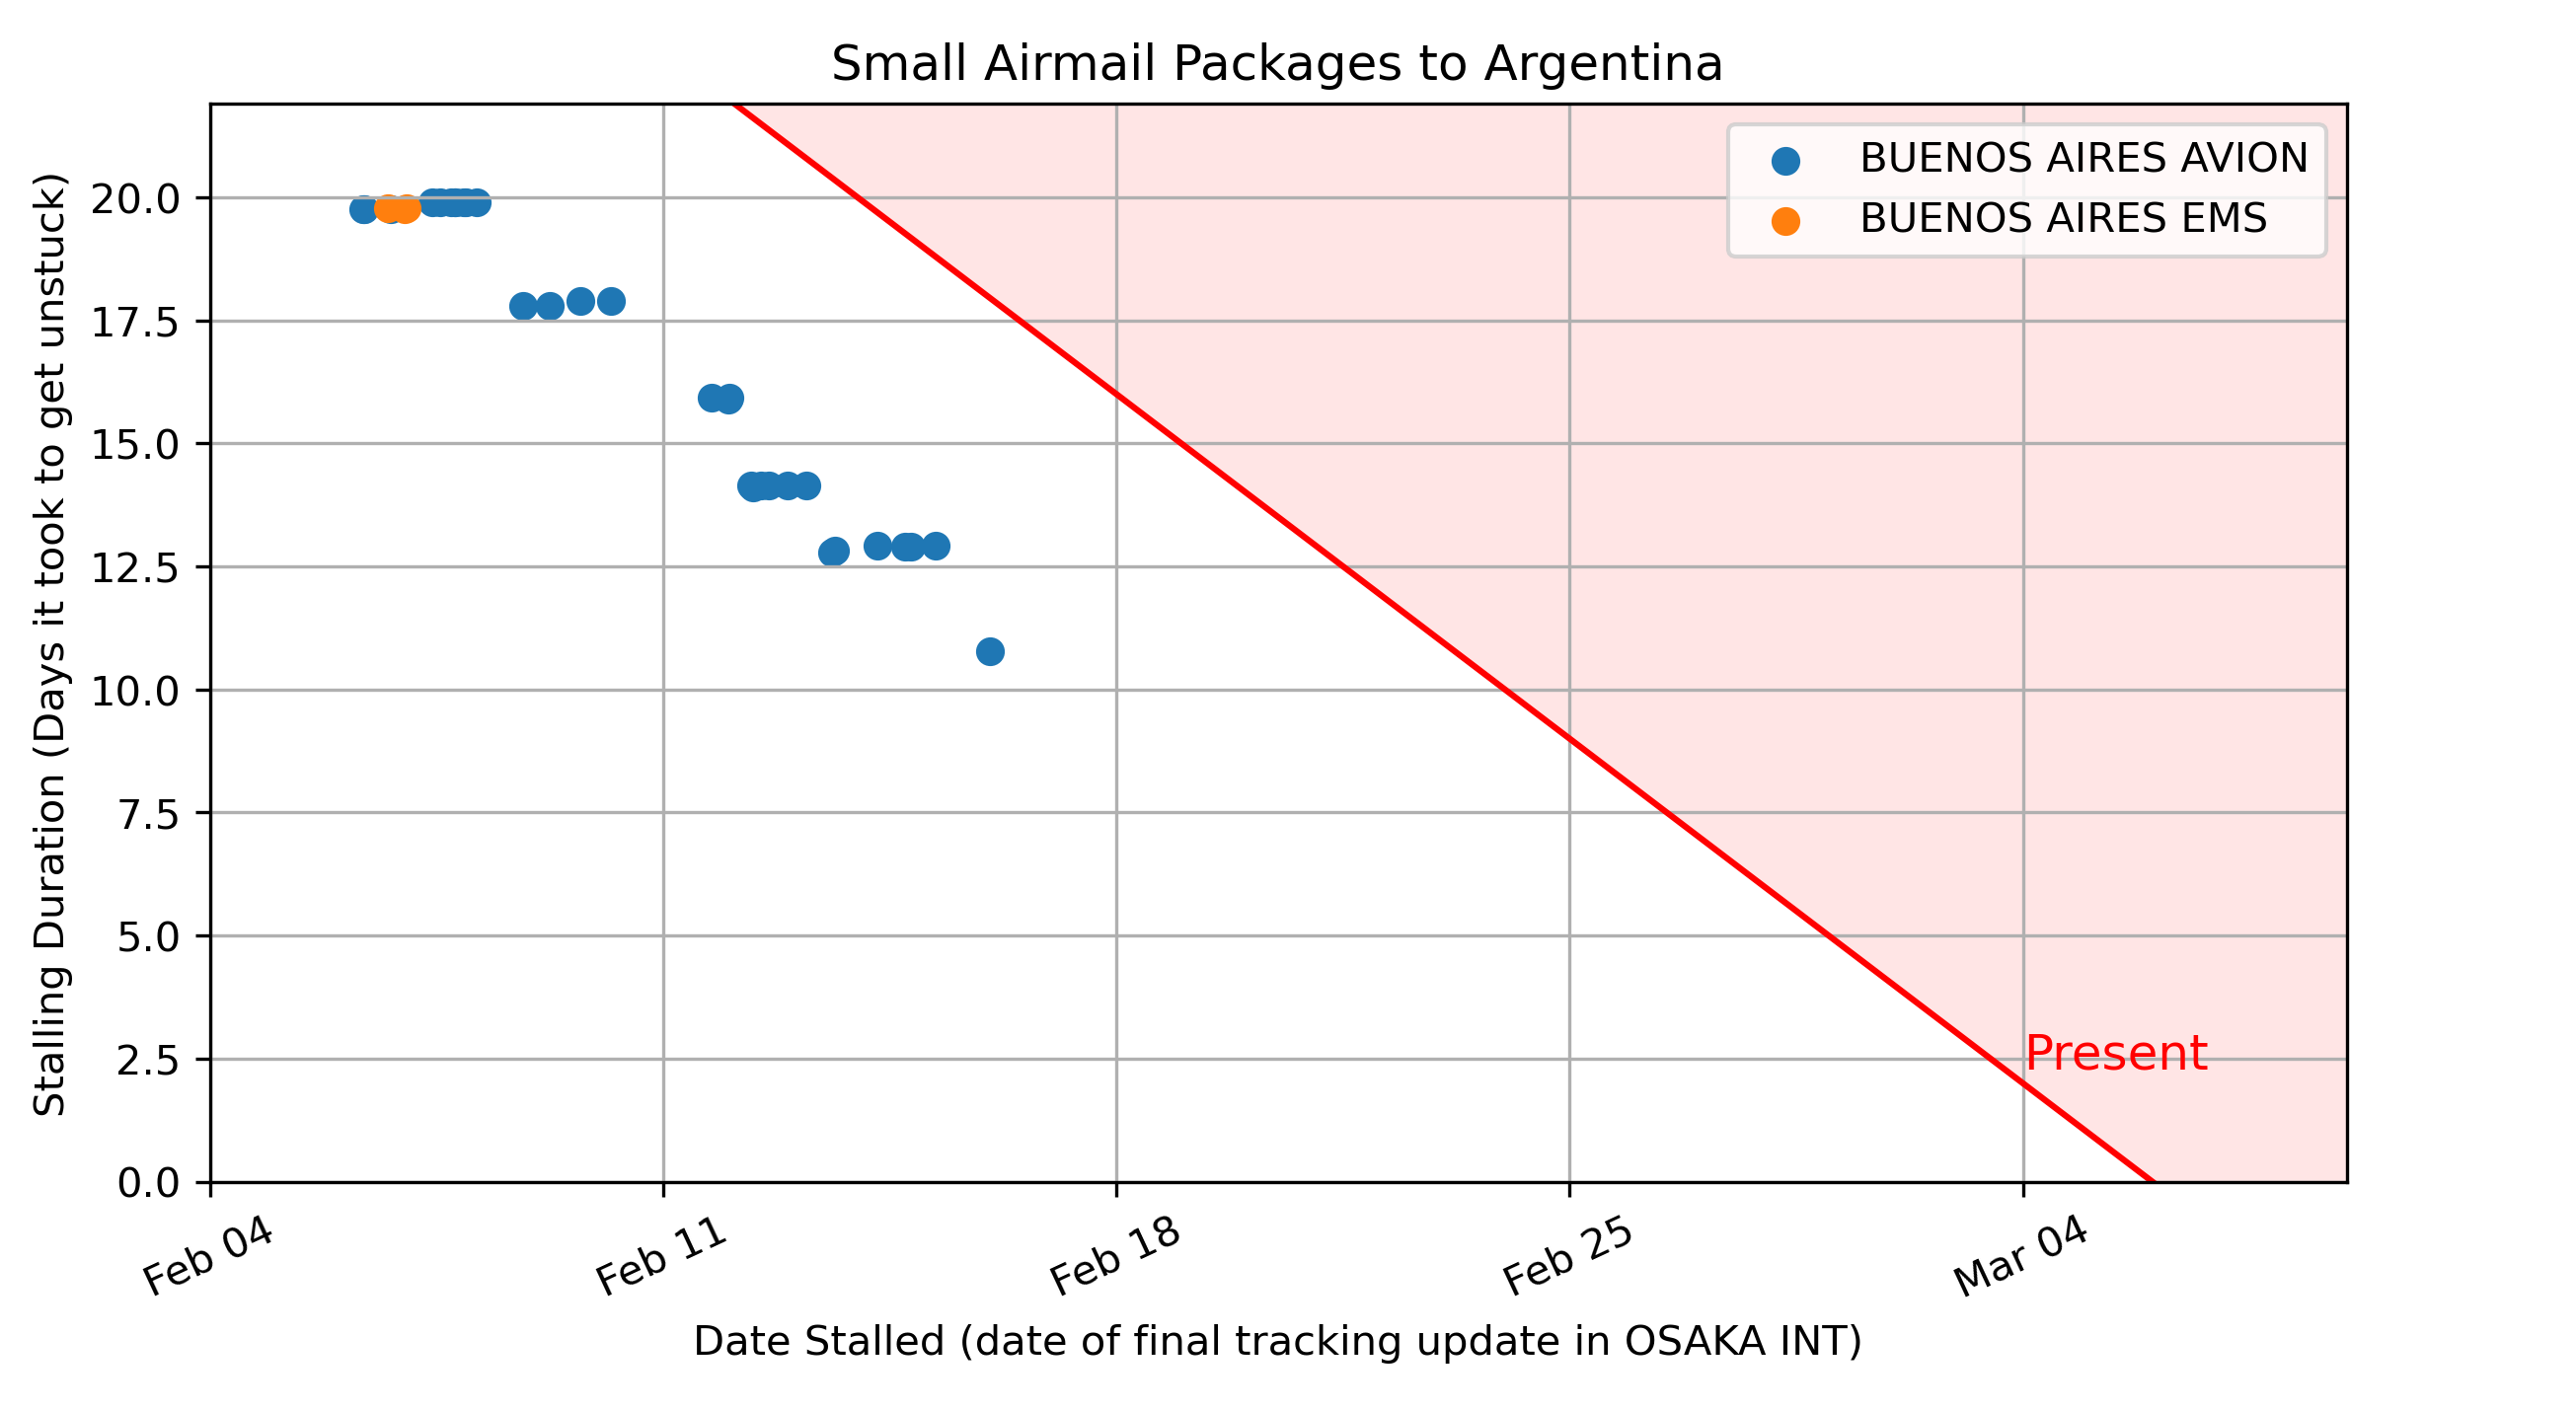 Small Airmail Packages to Argentina
BUENOS AIRES AVION
BUENOS AIRES EMS
Stalling Duration (Days it took to get unstuck)
20.0
17.5
15.0
12.5
10.0
7.5
5.0
2.5
0.0
Present
Feb 04
Feb 11
Feb 18
Feb 25
Mar 04
Date Stalled (date of final tracking update in OSAKA INT)